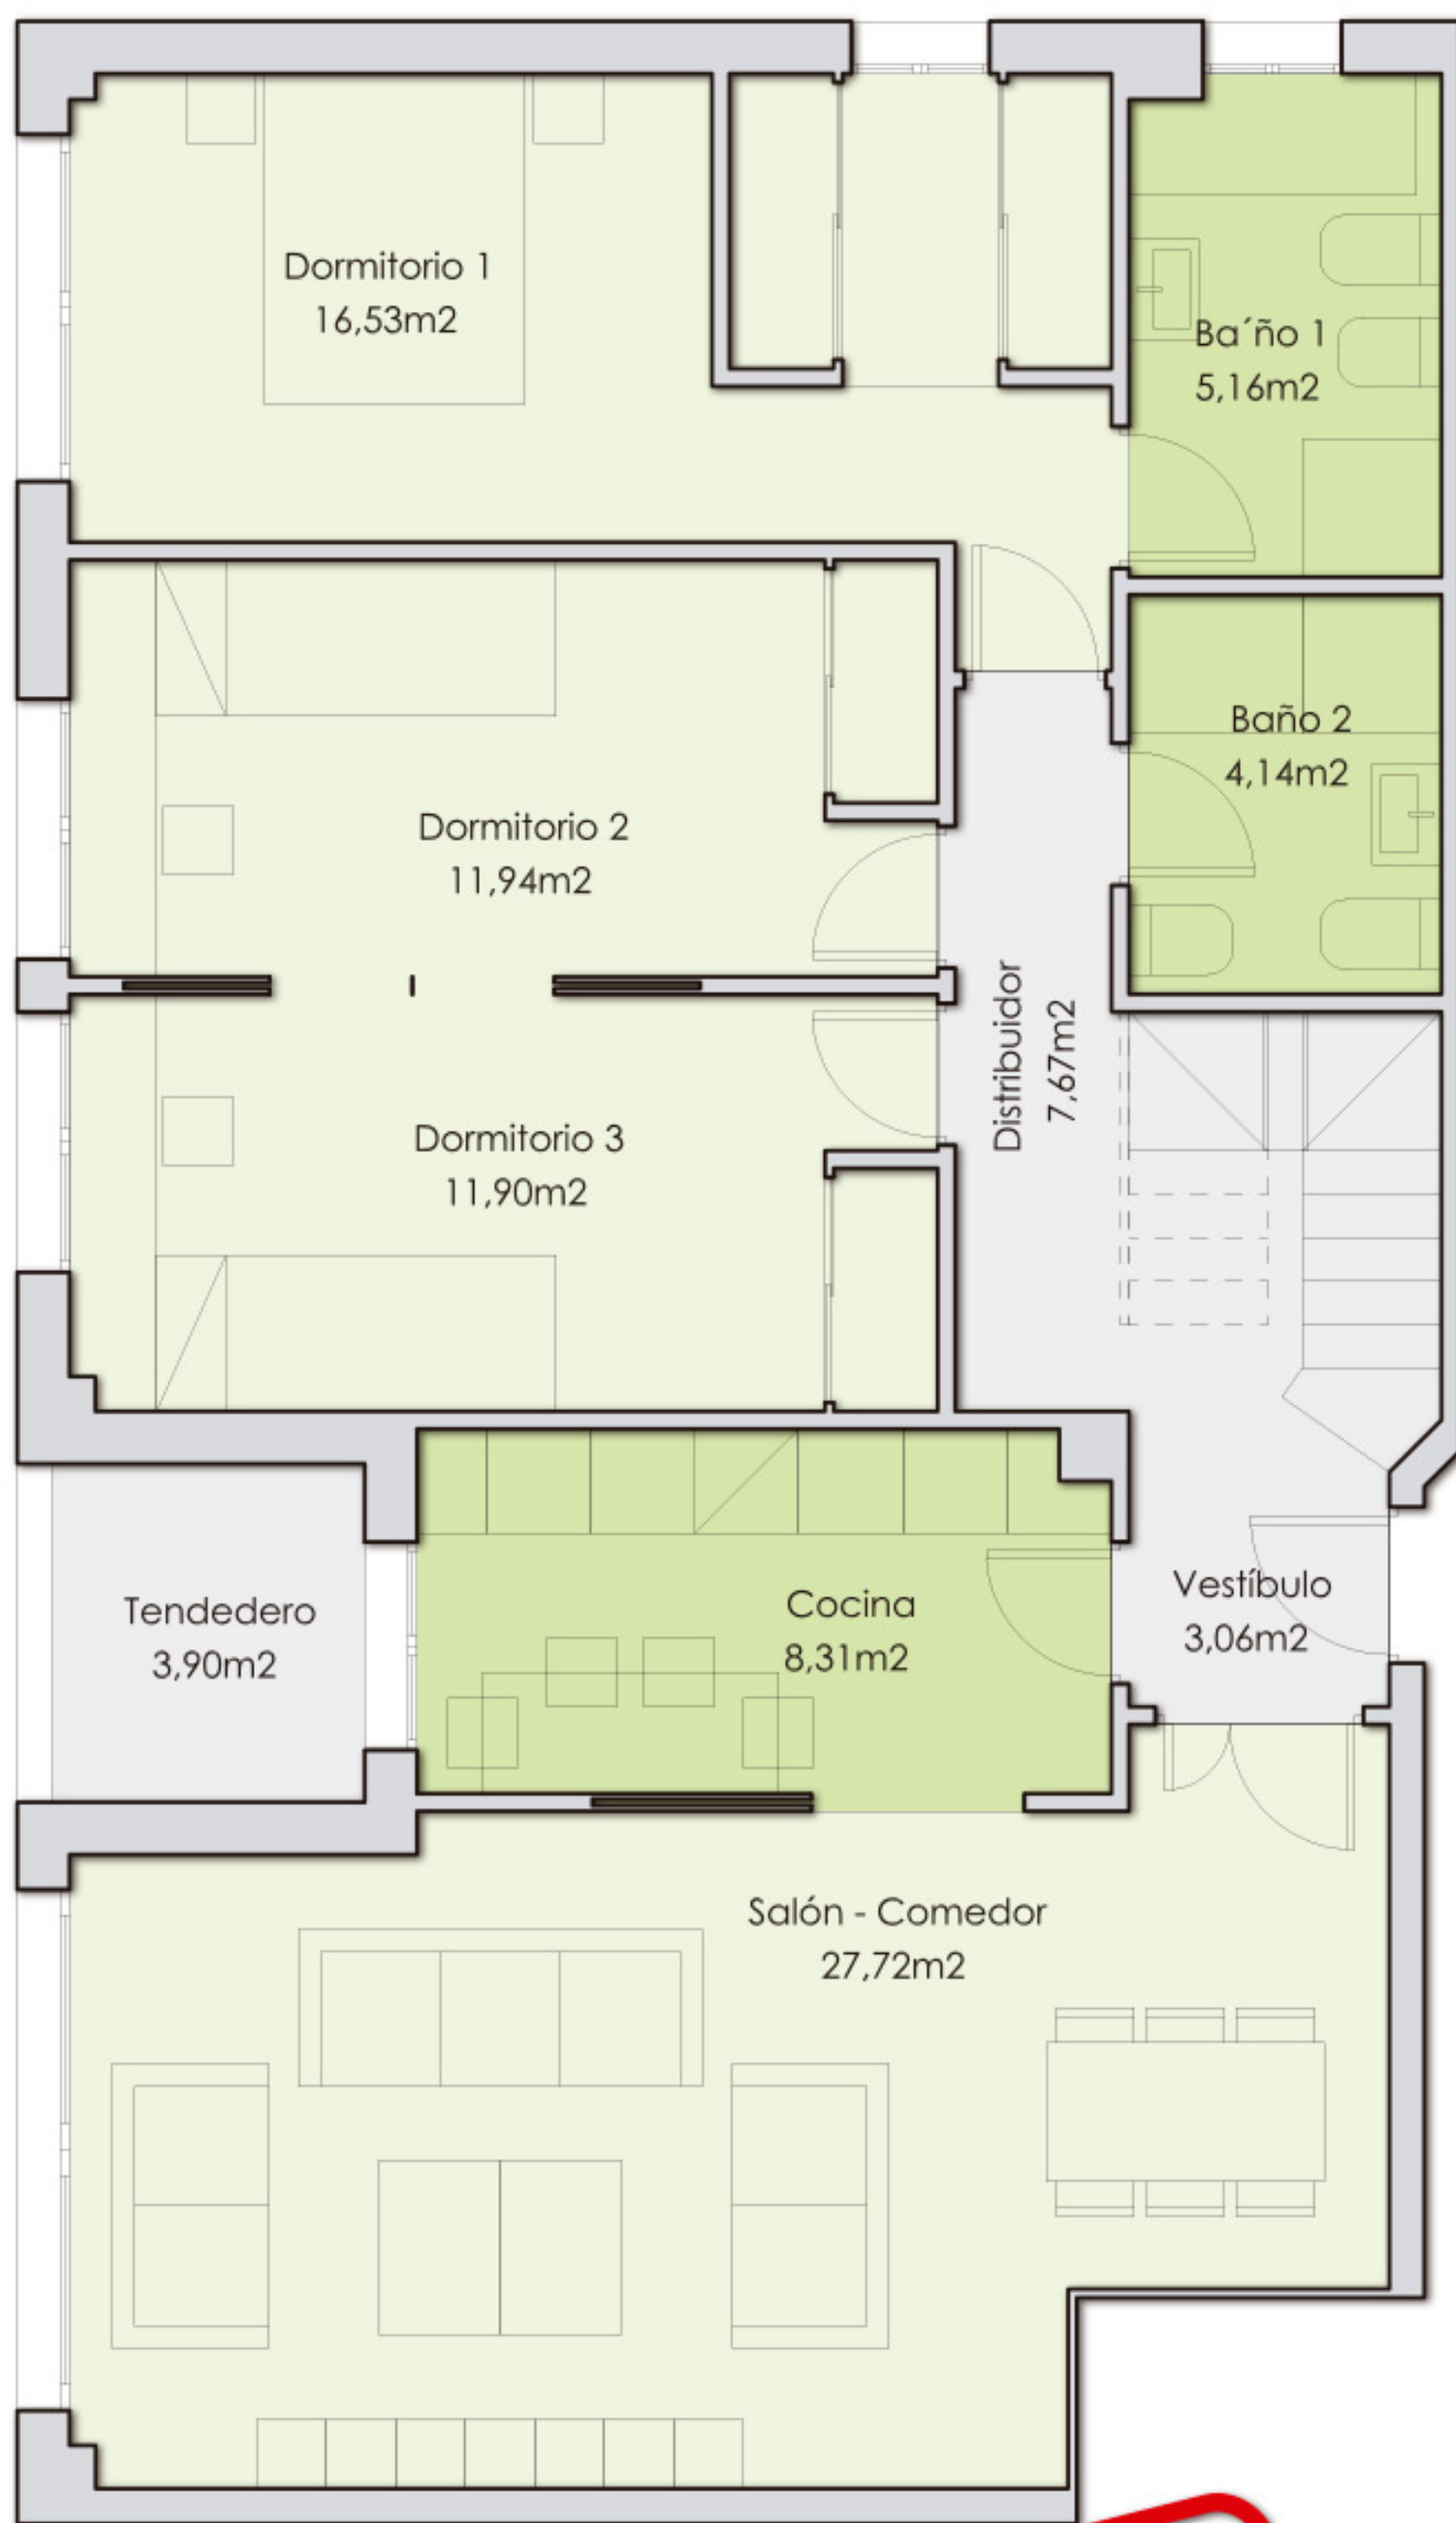 Dormitorio 1
16,53m2
Ba´ño 1
5,16m2
Baño 2
4,14m2
Dormitorio 2
11,94m2
Distribuidor
7,67m2
Dormitorio 3
11,90m2
Tendedero
3,90m2
Cocina
8,31m2
Vestíbulo
3,06m2
Salón - Comedor
27,72m2